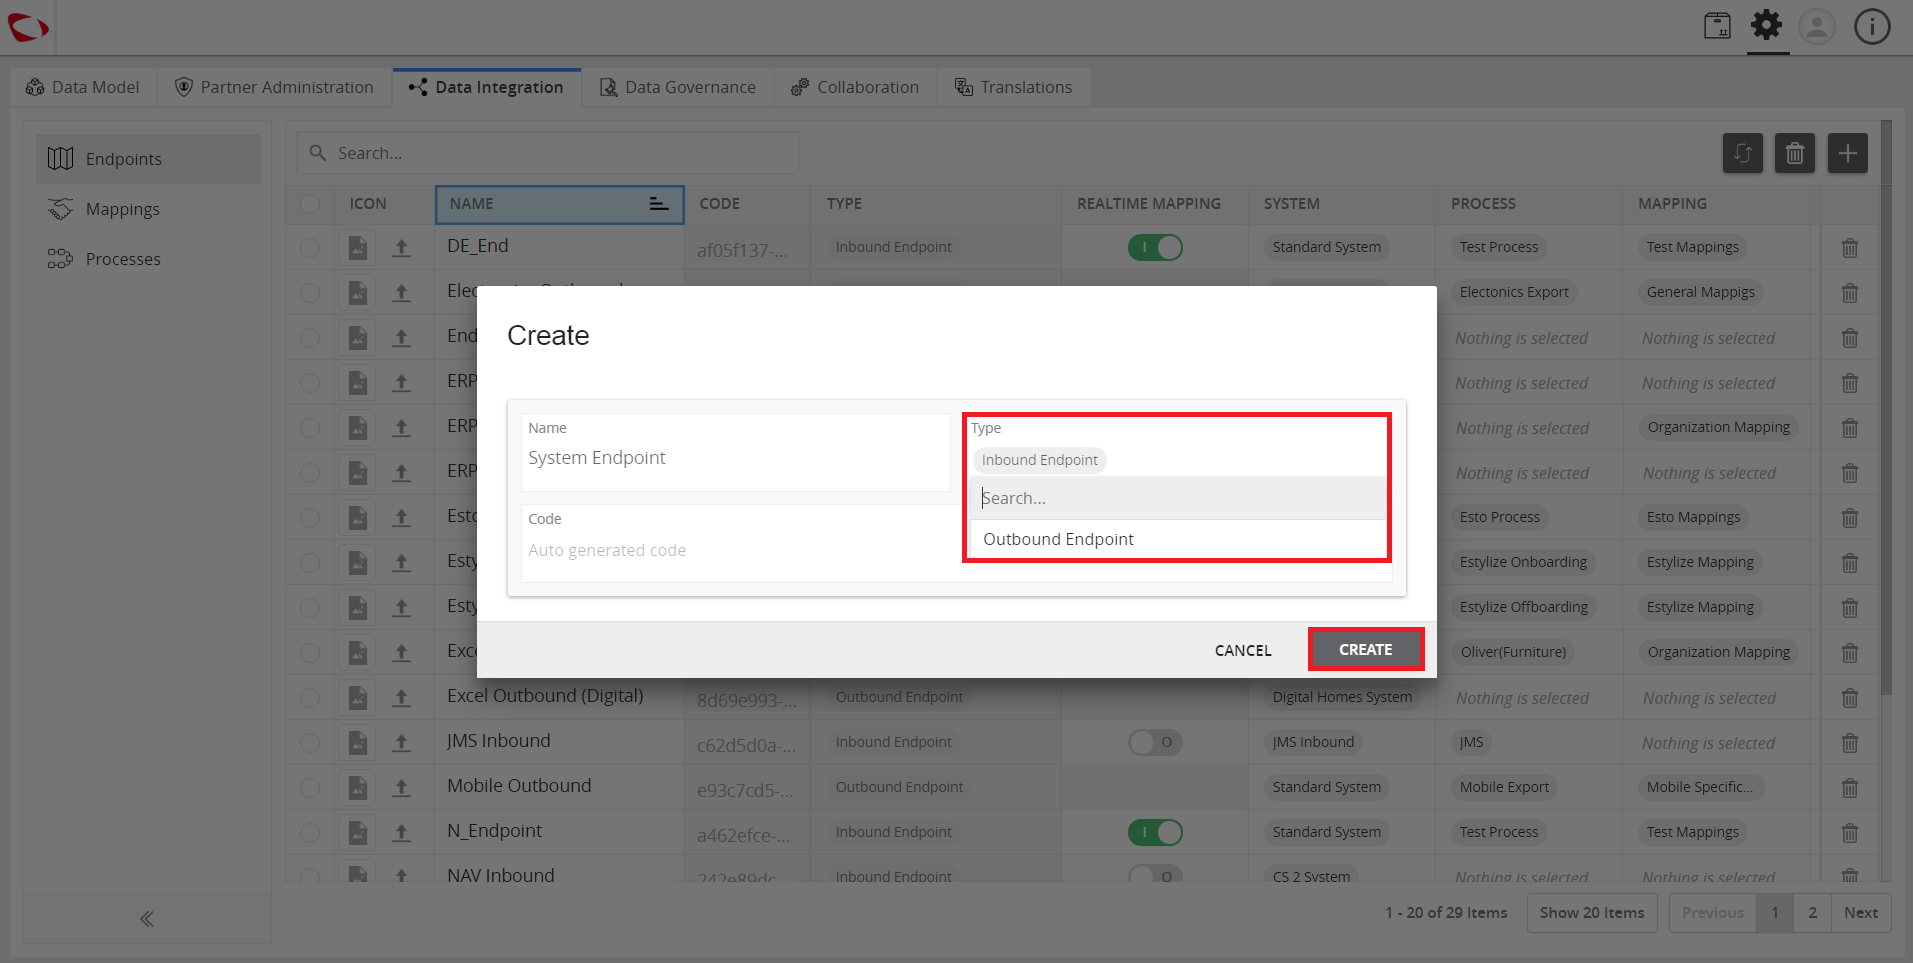 Data Model
Partner Administration
Data Integration
Data Governance
Collaboration
Translations
Endpoints
Mappings
Processes
Search...
ICON NAME CODE TYPE REALTIME MAPPING SYSTEM PROCESS MAPPING
DE_End af05f137-... Inbound Endpoint Standard System Test Process Test Mappings
Electonics Export General Mappigs
End Nothing is selected Nothing is selected
ERP Nothing is selected Nothing is selected
ERP Nothing is selected Organization Mapping
ERP Nothing is selected Nothing is selected
Esto Process Esto Mappings
Esty Estylize Onboarding Estylize Mapping
Esty Estylize Offboarding Estylize Mapping
Exc Oliver(Furniture) Organization Mapping
Excel Outbound (Digital) 8d69e993-... Outbound Endpoint Digital Homes System Nothing is selected Nothing is selected
JMS Inbound c62d5d0a-... Inbound Endpoint JMS Inbound JMS Nothing is selected
Mobile Outbound e93c7cd5-... Outbound Endpoint Standard System Mobile Export Mobile Specific...
N_Endpoint a462efce-... Inbound Endpoint Standard System Test Process Test Mappings
NAV Inbound 242e89dc Inbound Endpoint CS 2 System Nothing is selected Nothing is selected
Create
Name
System Endpoint
Type
Inbound Endpoint
Search...
Outbound Endpoint
Code
Auto generated code
CANCEL
CREATE
1 - 20 of 29 Items
Show 20 Items
Previous 1 2 Next